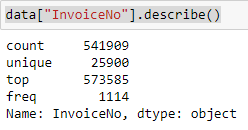 data["InvoiceNo"].describe()
count     541909
unique     25900
top       573585
freq        1114
Name: InvoiceNo, dtype: object